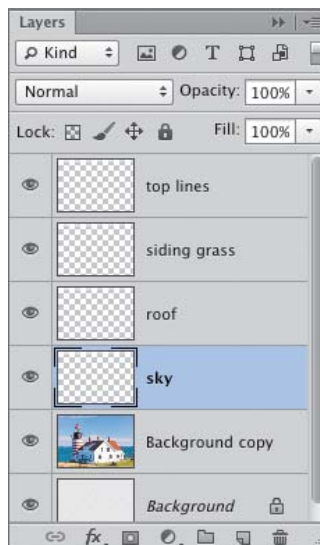 Layers
Kind
Normal Opacity: 100%
Lock: Fill: 100%
top lines
siding grass
roof
sky
Background copy
Background
fx